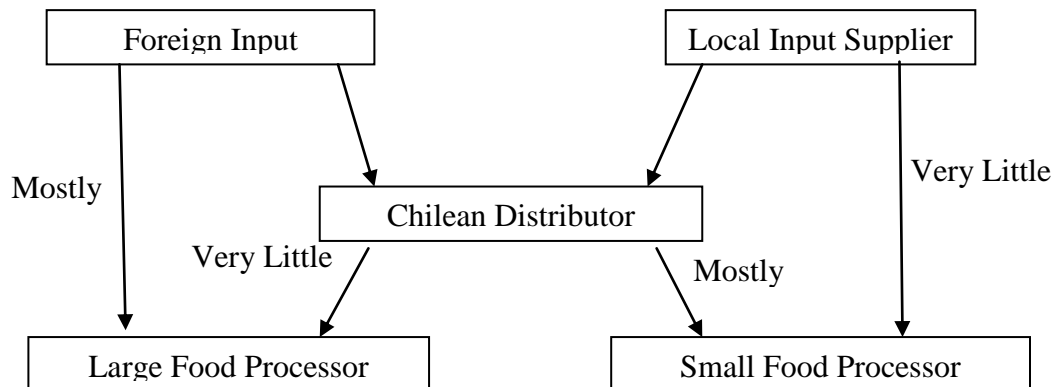 Foreign Input
Local Input Supplier
Mostly
Very Little
Chilean Distributor
Very Little
Mostly
Large Food Processor
Small Food Processor